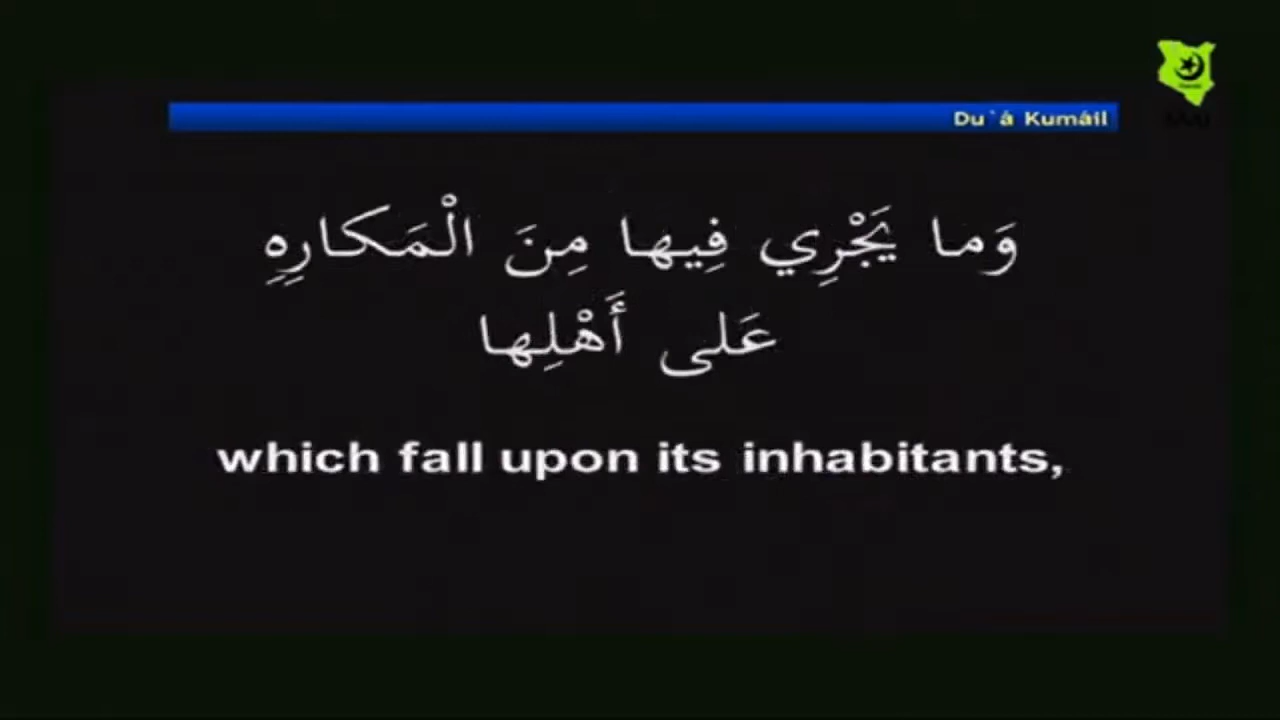 Du`á Kumáil
وَما يَجْرِي فِيها مِنَ الْمَكارِهِ
عَلى أَهْلِها
which fall upon its inhabitants,